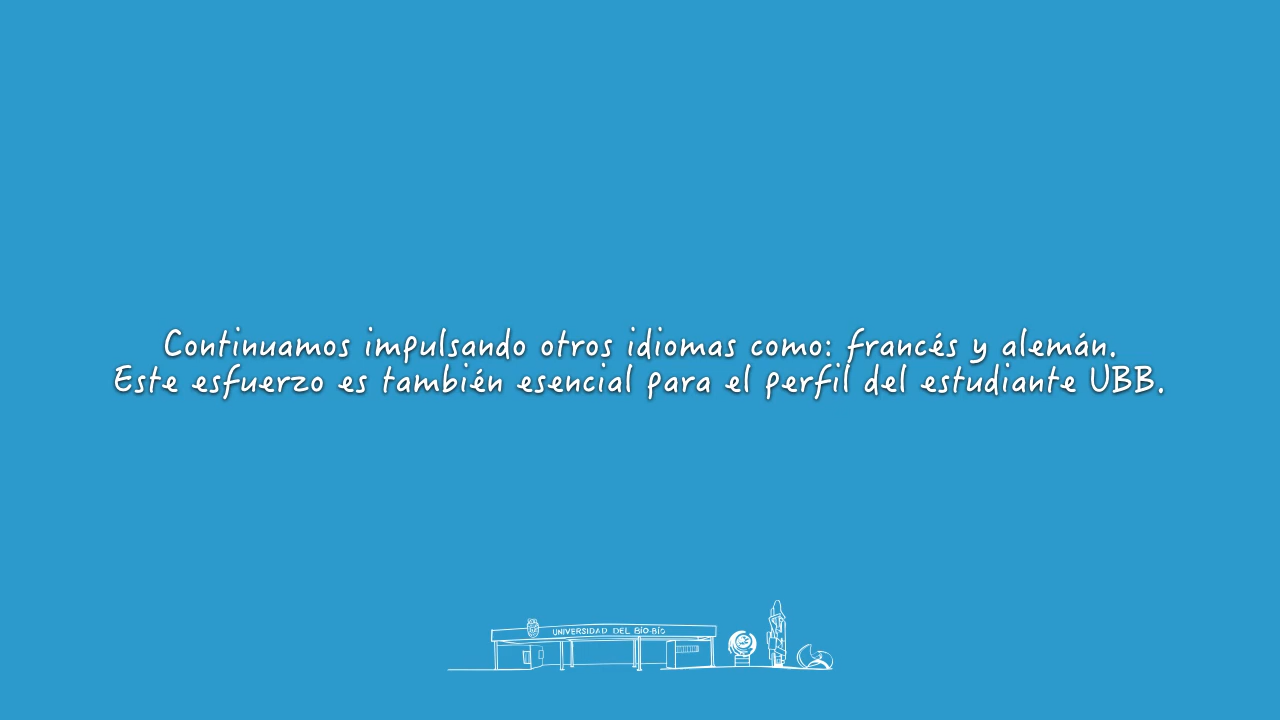 Continuamos impulsando otros idiomas como: francés y alemán.
Este esfuerzo es también esencial para el perfil del estudiante UBB.
UNIVERSIDAD DEL BÍO-BÍO